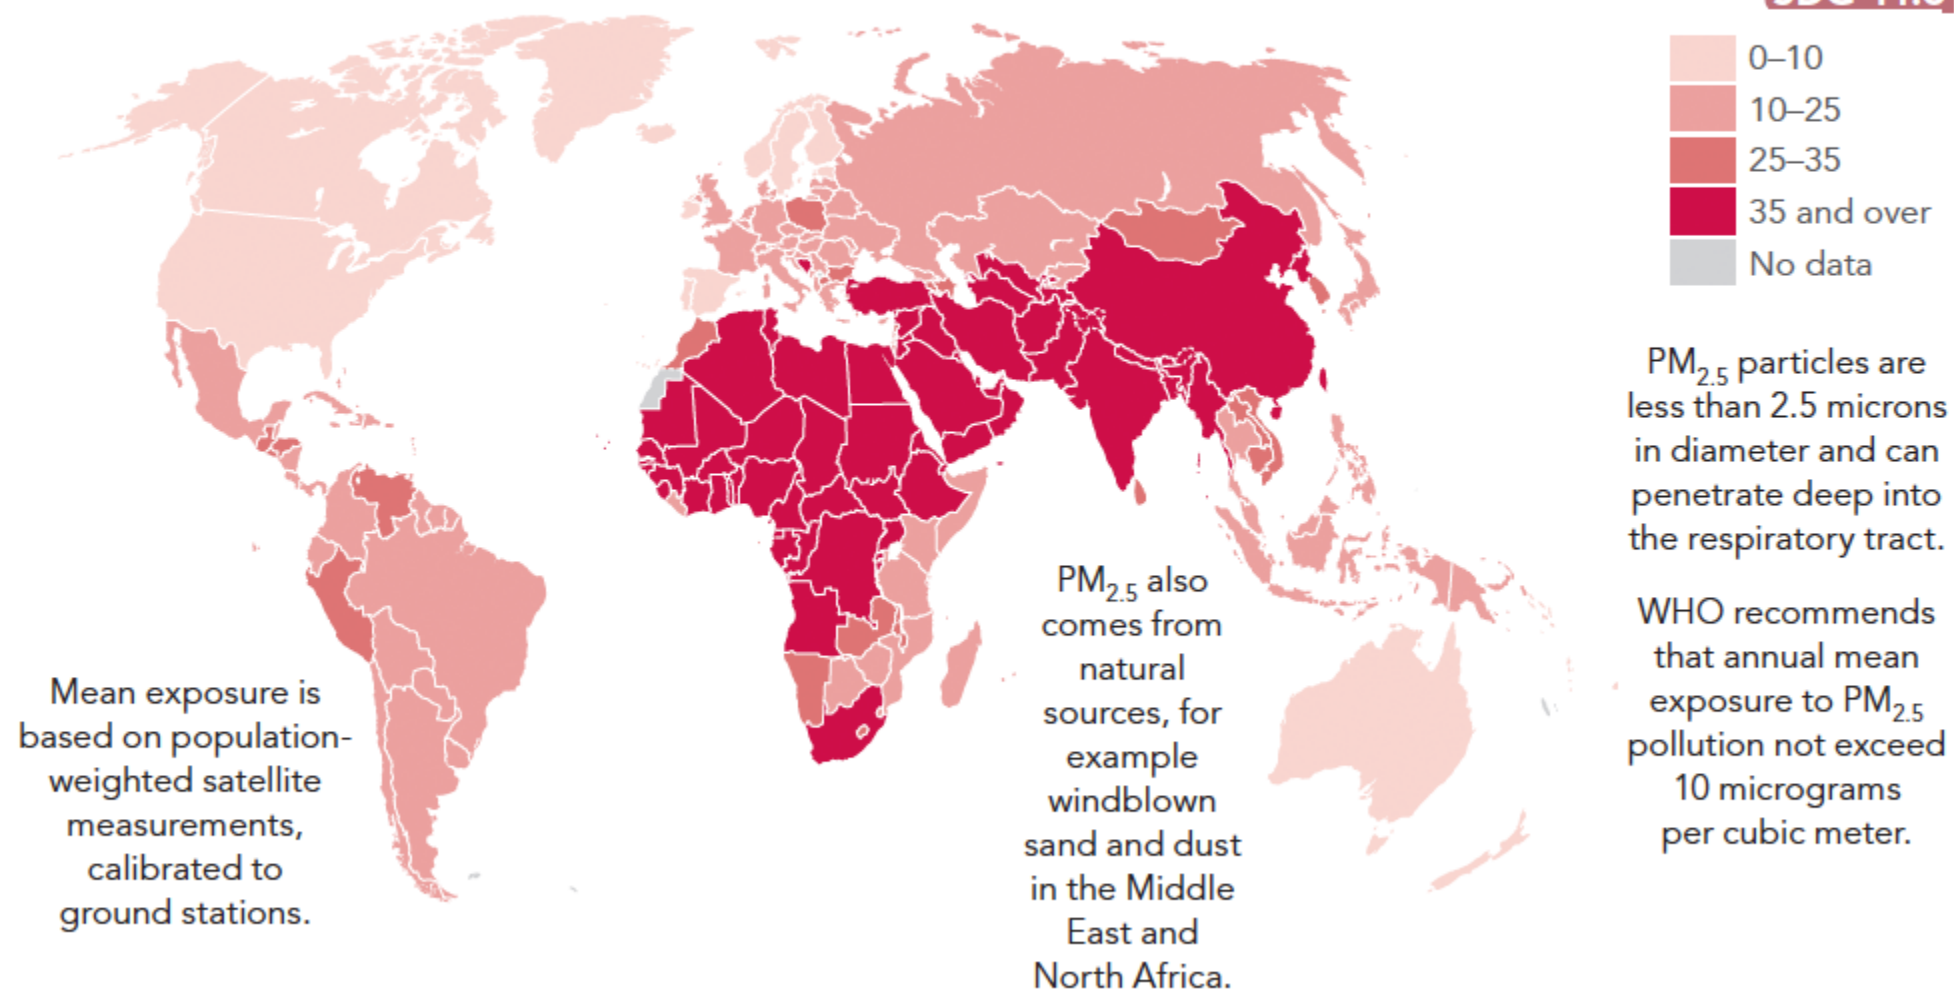 0–10
10–25
25–35
35 and over
No data
PM2.5 particles are
less than 2.5 microns
in diameter and can
penetrate deep into
the respiratory tract.
WHO recommends
that annual mean
exposure to PM2.5
pollution not exceed
10 micrograms
per cubic meter.
PM2.5 also
comes from
natural
sources, for
example
windblown
sand and dust
in the Middle
East and
North Africa.
Mean exposure is
based on population-
weighted satellite
measurements,
calibrated to
ground stations.